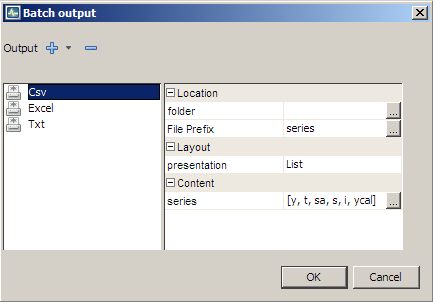 Batch output
Output
Csv
Excel
Txt
Location
folder ...
File Prefix series ...
Layout
presentation List
Content
series [y, t, sa, s, i, ycal] ...
OK Cancel